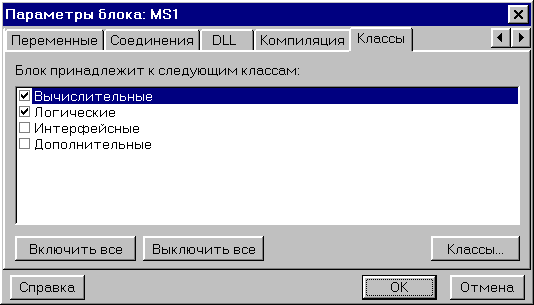 Параметры блока: MS1
Переменные Соединения DLL Компиляция Классы
Блок принадлежит к следующим классам:
Вычислительные
Логические
Интерфейсные
Дополнительные
Включить все Выключить все Классы...
Справка OK Отмена